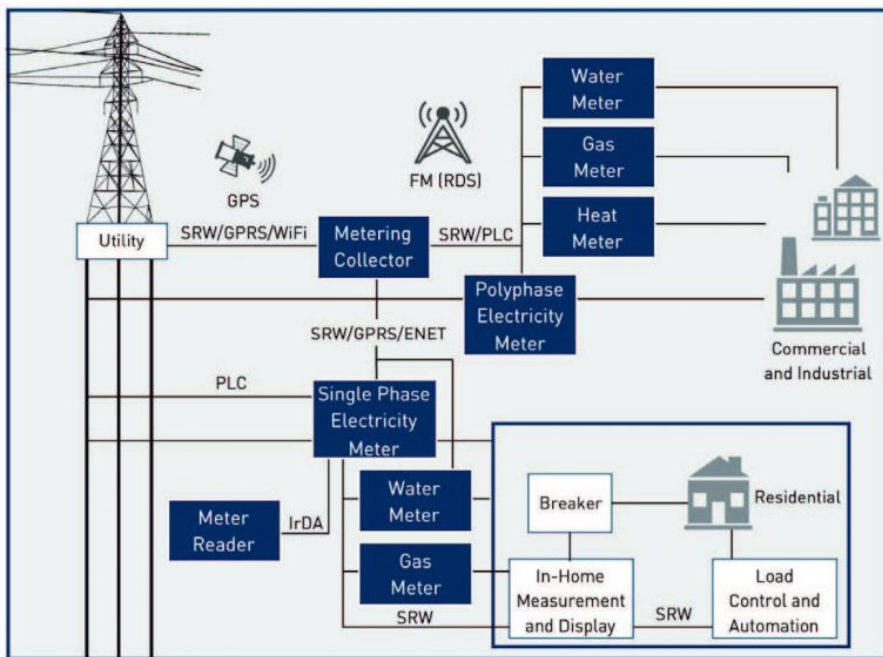 Water
Meter
Gas
Meter
FM (RDS)
GPS
Heat
Meter
Utility
SRW/GPRS/WiFi
Metering
Collector
SRW/PLC
Polyphase
Electricity
Meter
SRW/GPRS/ENET
Commercial
and Industrial
PLC
Single Phase
Electricity
Meter
Water
Meter
Breaker
Residential
Meter
Reader
IrDA
Gas
Meter
In-Home
Measurement
and Display
Load
Control and
Automation
SRW
SRW